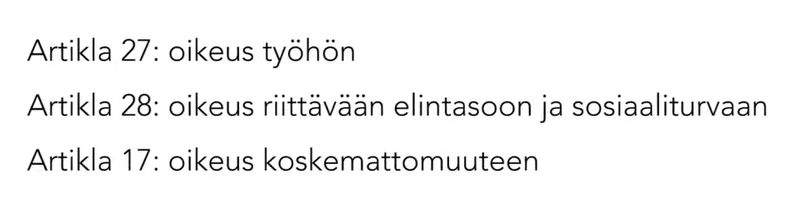 Artikla 27: oikeus työhön
Artikla 28: oikeus riittävään elintasoon ja sosiaaliturvaan
Artikla 17: oikeus koskemattomuuteen